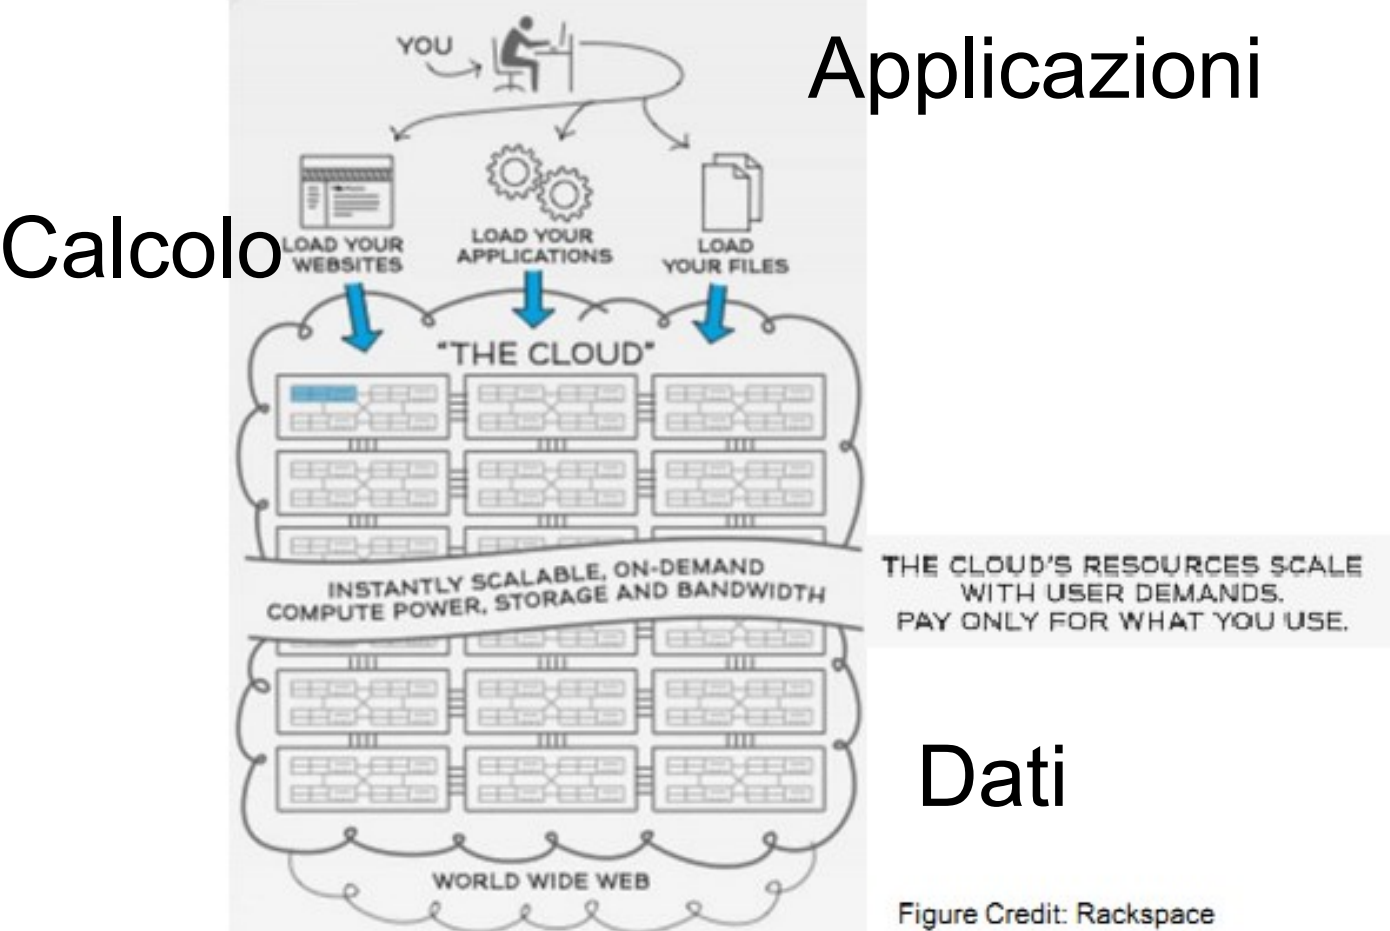 YOU
Applicazioni
Calcolo
LOAD YOUR
WEBSITES
LOAD YOUR
APPLICATIONS
LOAD
YOUR FILES
"THE CLOUD"
INSTANTLY SCALABLE, ON-DEMAND
COMPUTE POWER, STORAGE AND BANDWIDTH
THE CLOUD'S RESOURCES SCALE
WITH USER DEMANDS.
PAY ONLY FOR WHAT YOU USE.
Dati
WORLD WIDE WEB
Figure Credit: Rackspace